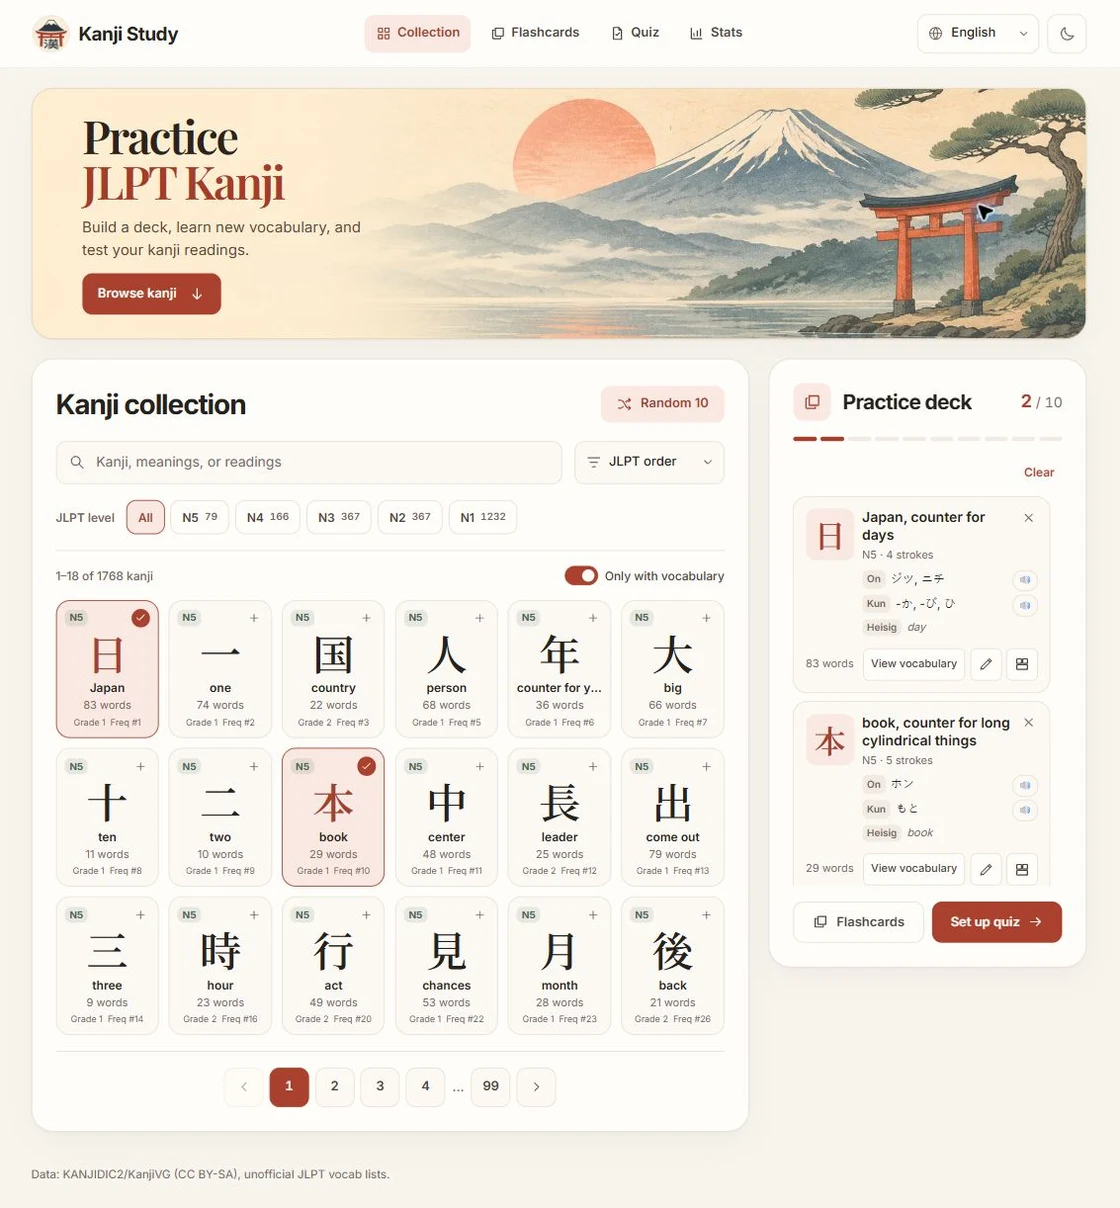 漢
Kanji Study
Collection
Flashcards
Quiz
Stats
English
Practice
JLPT Kanji
Build a deck, learn new vocabulary, and
test your kanji readings.
Browse kanji
Kanji collection
Random 10
Kanji, meanings, or readings
JLPT order
JLPT level All N5 79 N4 166 N3 367 N2 367 N1 1232
1–18 of 1768 kanji
Only with vocabulary
N5 N5 N5 N5 N5 N5
日 一 国 人 年 大
Japan one country person counter for y... big
83 words 74 words 22 words 68 words 36 words 66 words
Grade 1 Freq #1 Grade 1 Freq #2 Grade 2 Freq #3 Grade 1 Freq #5 Grade 1 Freq #6 Grade 1 Freq #7
N5 N5 N5 N5 N5 N5
十 二 本 中 長 出
ten two book center leader come out
11 words 10 words 29 words 48 words 25 words 79 words
Grade 1 Freq #8 Grade 1 Freq #9 Grade 1 Freq #10 Grade 1 Freq #11 Grade 2 Freq #12 Grade 1 Freq #13
N5 N5 N5 N5 N5 N5
三 時 行 見 月 後
three hour act chances month back
9 words 23 words 49 words 53 words 28 words 21 words
Grade 1 Freq #14 Grade 2 Freq #16 Grade 2 Freq #20 Grade 1 Freq #22 Grade 1 Freq #23 Grade 2 Freq #26
1 2 3 4 ... 99
Practice deck 2 / 10
Clear
日
Japan, counter for
days
N5 · 4 strokes
On ジツ, ニチ
Kun -か, -び, ひ
Heisig day
83 words View vocabulary
本
book, counter for long
cylindrical things
N5 · 5 strokes
On ホン
Kun もと
Heisig book
29 words View vocabulary
Flashcards
Set up quiz
Data: KANJIDIC2/KanjiVG (CC BY-SA), unofficial JLPT vocab lists.